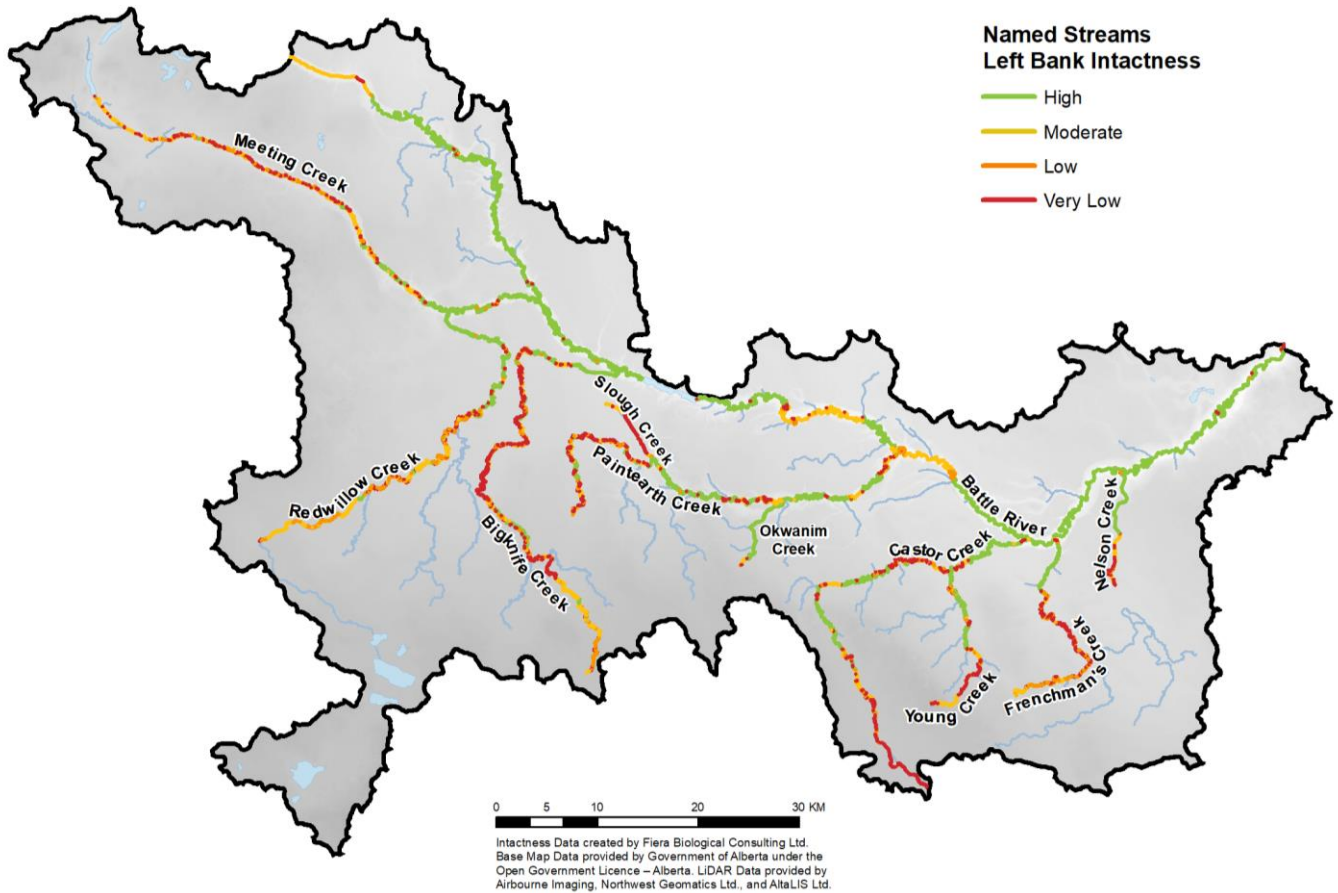 Named Streams
Left Bank Intactness
High
Moderate
Low
Very Low
Meeting Creek
Slough Creek
Paintearth Creek
Redwillow Creek
Bigknife Creek
Battle River
Okwanim
Creek
Castor Creek
Nelson Creek
Young Creek
Frenchman's Creek
0 5 10 20 30 KM
Intactness Data created by Fiera Biological Consulting Ltd.
Base Map Data provided by Government of Alberta under the
Open Government Licence – Alberta. LiDAR Data provided by
Airbourne Imaging, Northwest Geomatics Ltd., and AltaLIS Ltd.